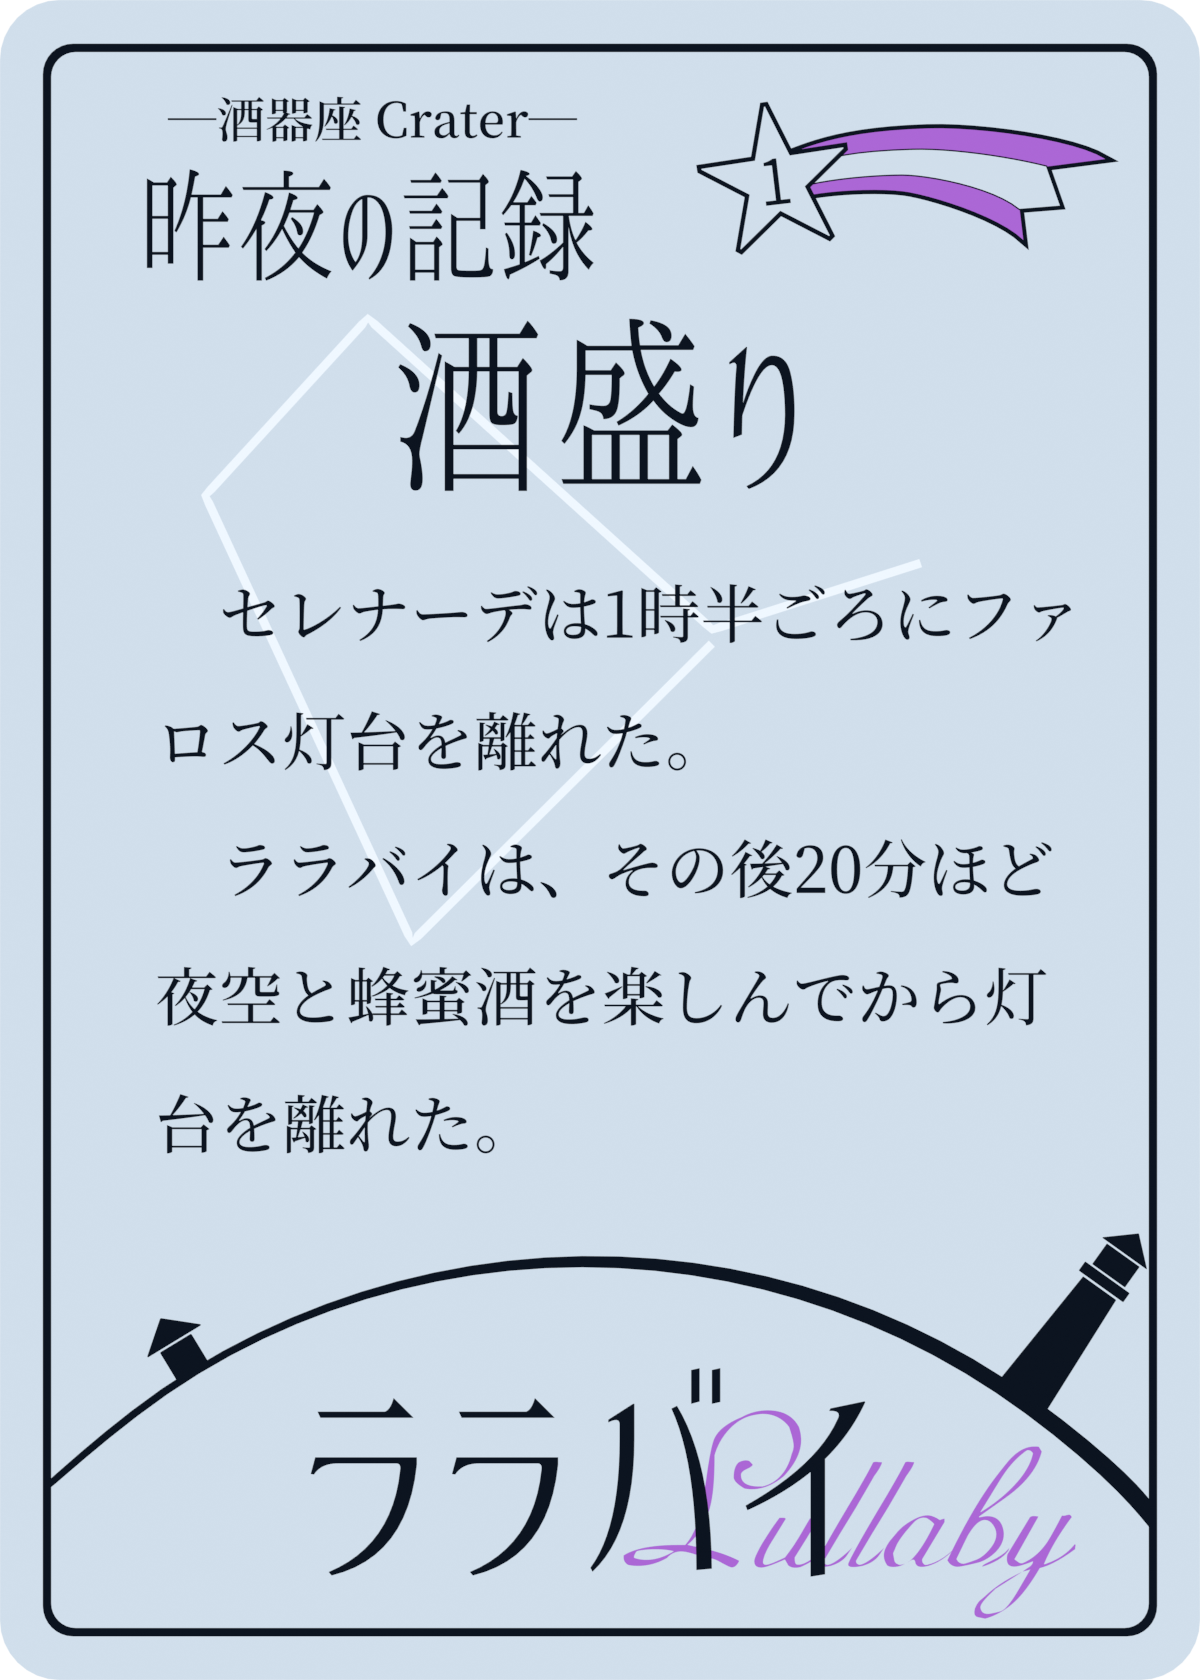 ―酒器座 Crater―
昨夜の記録
1
酒盛り
セレナーデは1時半ごろにファ
ロス灯台を離れた。
ララバイは、その後20分ほど
夜空と蜂蜜酒を楽しんでから灯
台を離れた。
ララバイ
Lullaby